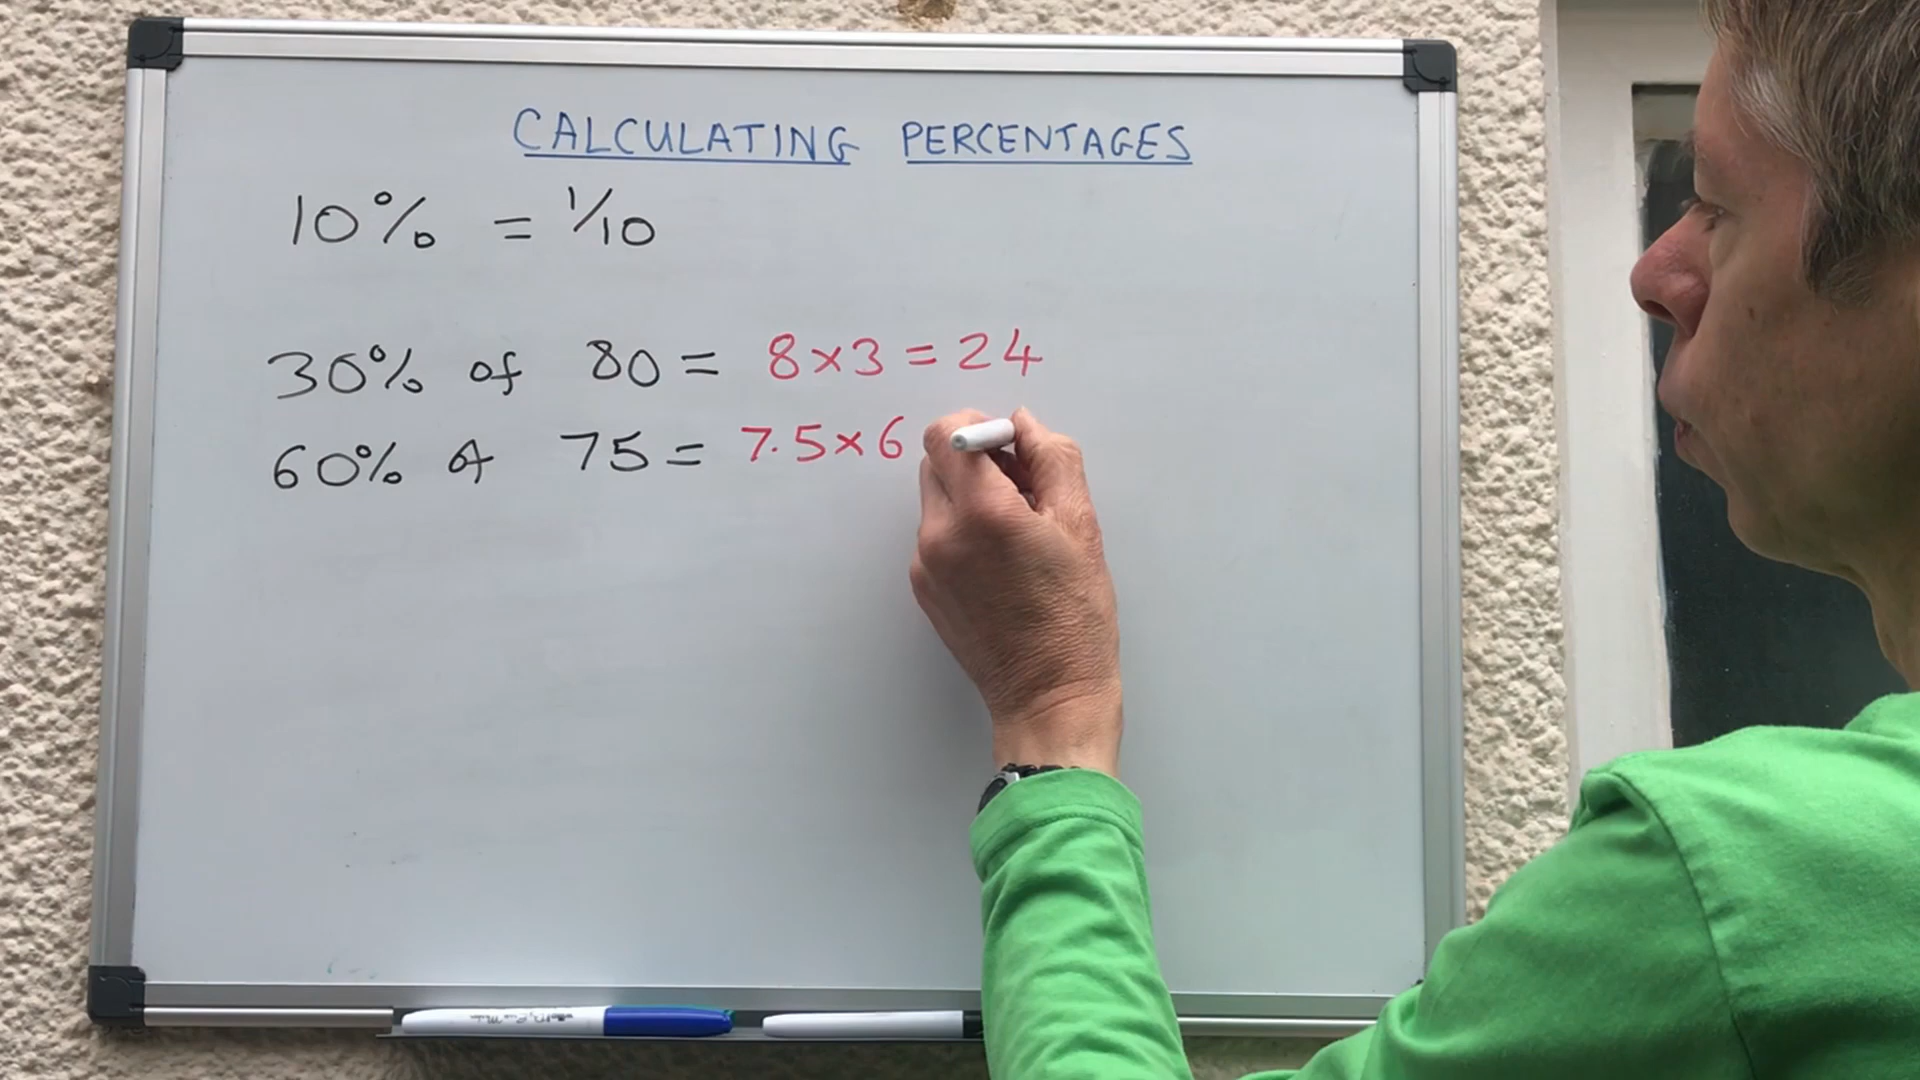 CALCULATING PERCENTAGES
10% = 1/10
30% of 80 = 8×3 = 24
60% of 75 = 7.5×6